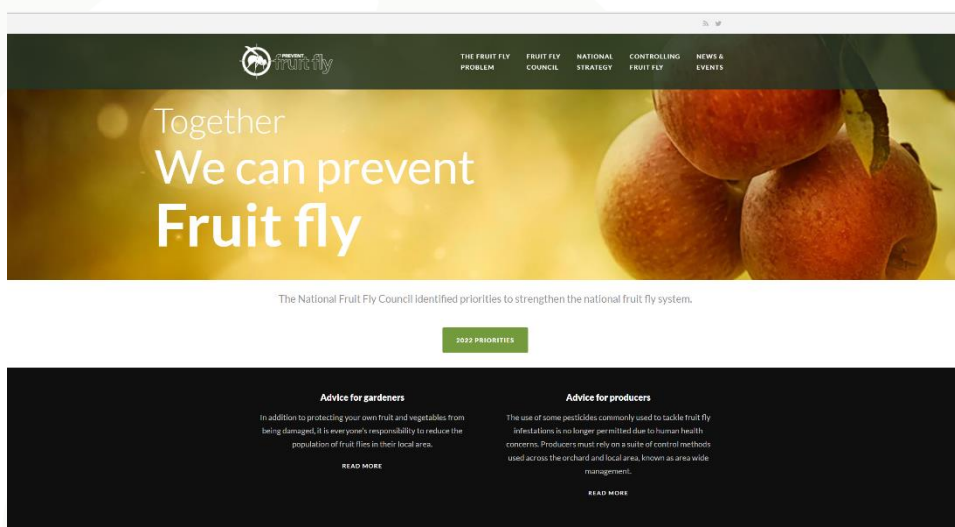 PREVENT
fruit fly
THE FRUIT FLY
PROBLEM
FRUIT FLY
COUNCIL
NATIONAL
STRATEGY
CONTROLLING
FRUIT FLY
NEWS &
EVENTS
Together
We can prevent
Fruit fly
The National Fruit Fly Council identified priorities to strengthen the national fruit fly system.
2022 PRIORITIES
Advice for gardeners
In addition to protecting your own fruit and vegetables from
being damaged, it is everyone's responsibility to reduce the
population of fruit flies in their local area.
READ MORE
Advice for producers
The use of some pesticides commonly used to tackle fruit fly
infestations is no longer permitted due to human health
concerns. Producers must rely on a suite of control methods
used across the orchard and local area, known as area wide
management.
READ MORE